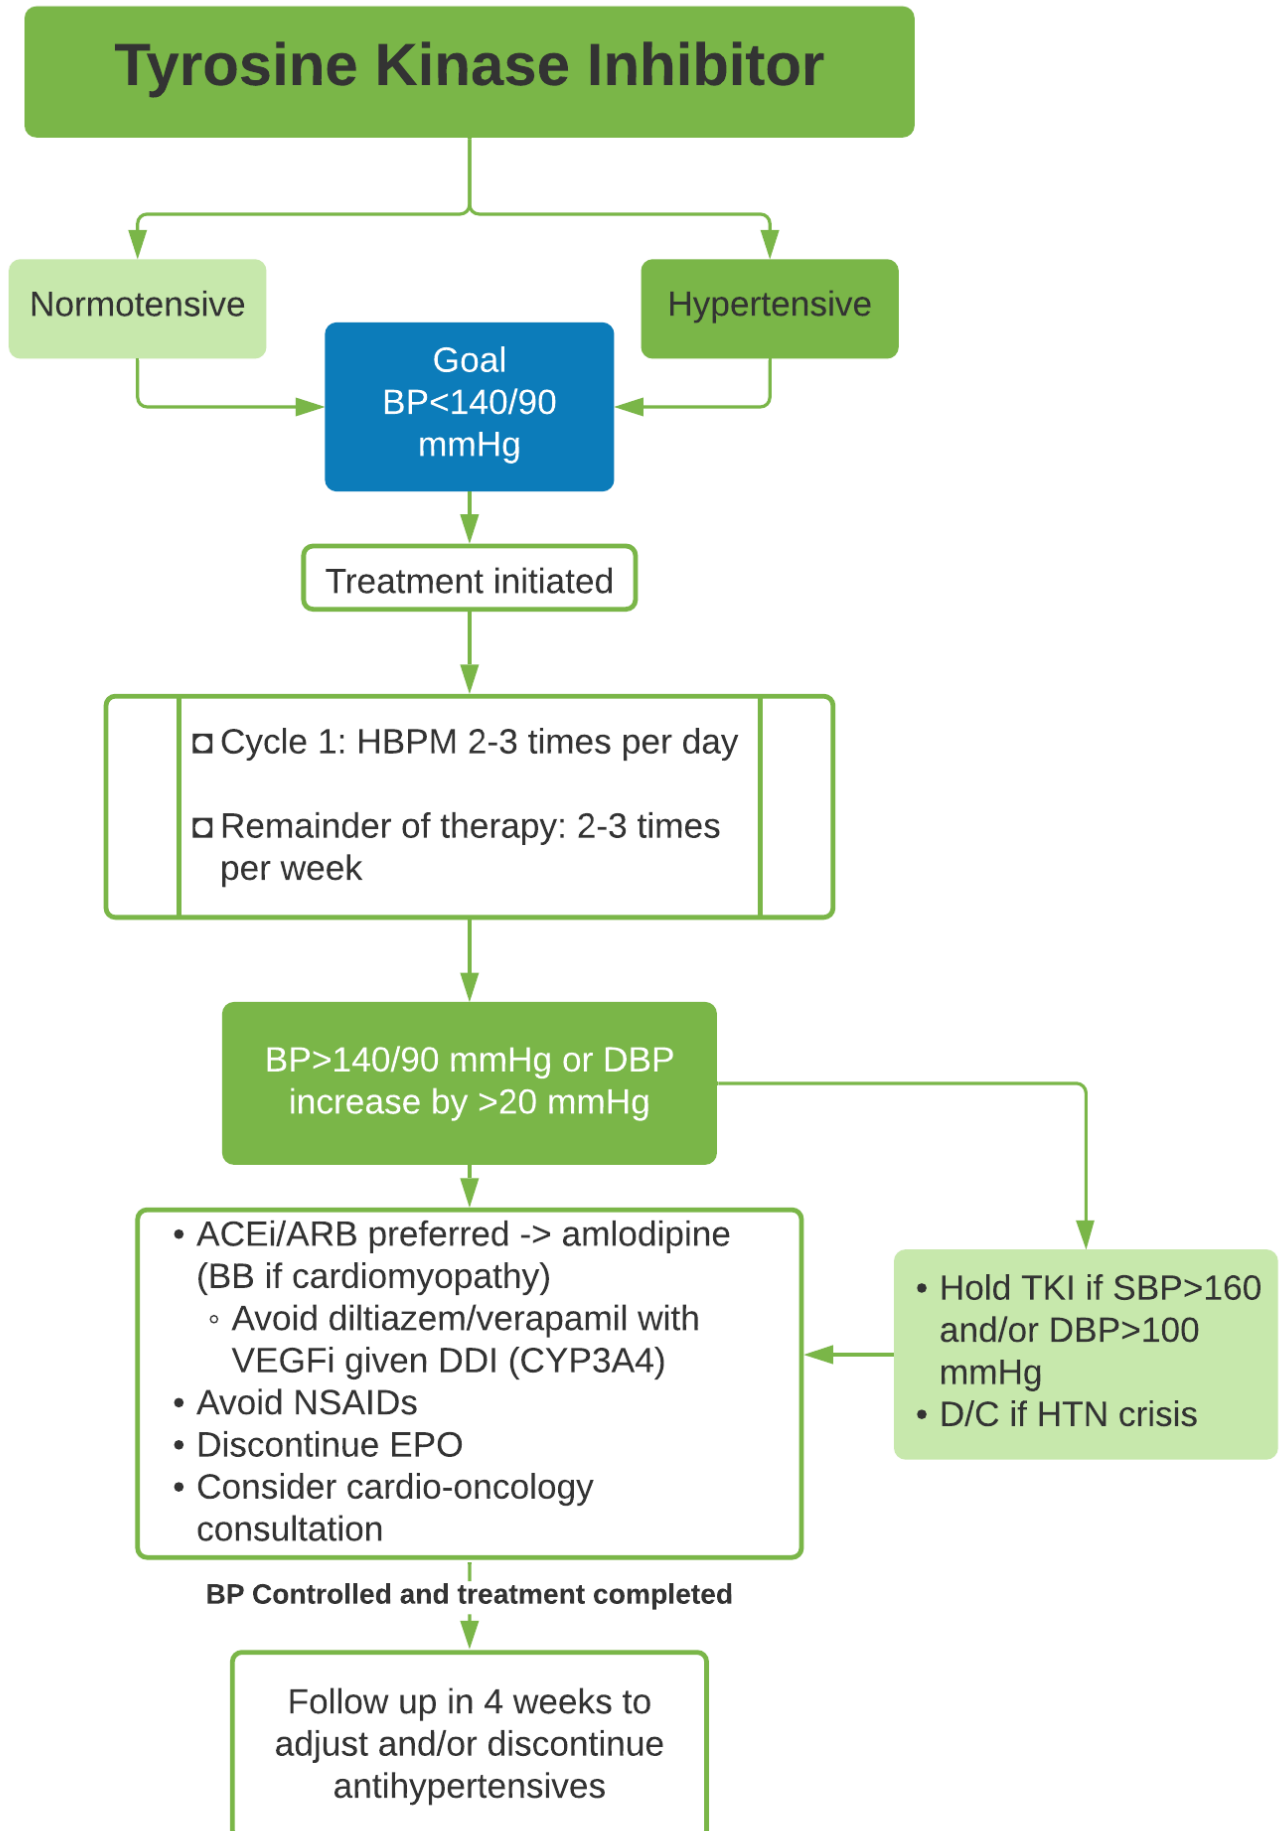 Tyrosine Kinase Inhibitor
Normotensive
Hypertensive
Goal
BP<140/90
mmHg
Treatment initiated
◘ Cycle 1: HBPM 2-3 times per day
◘ Remainder of therapy: 2-3 times
per week
BP>140/90 mmHg or DBP
increase by >20 mmHg
• ACEi/ARB preferred -> amlodipine
(BB if cardiomyopathy)
◦ Avoid diltiazem/verapamil with
VEGFi given DDI (CYP3A4)
• Avoid NSAIDs
• Discontinue EPO
• Consider cardio-oncology
consultation
• Hold TKI if SBP>160
and/or DBP>100
mmHg
• D/C if HTN crisis
BP Controlled and treatment completed
Follow up in 4 weeks to
adjust and/or discontinue
antihypertensives